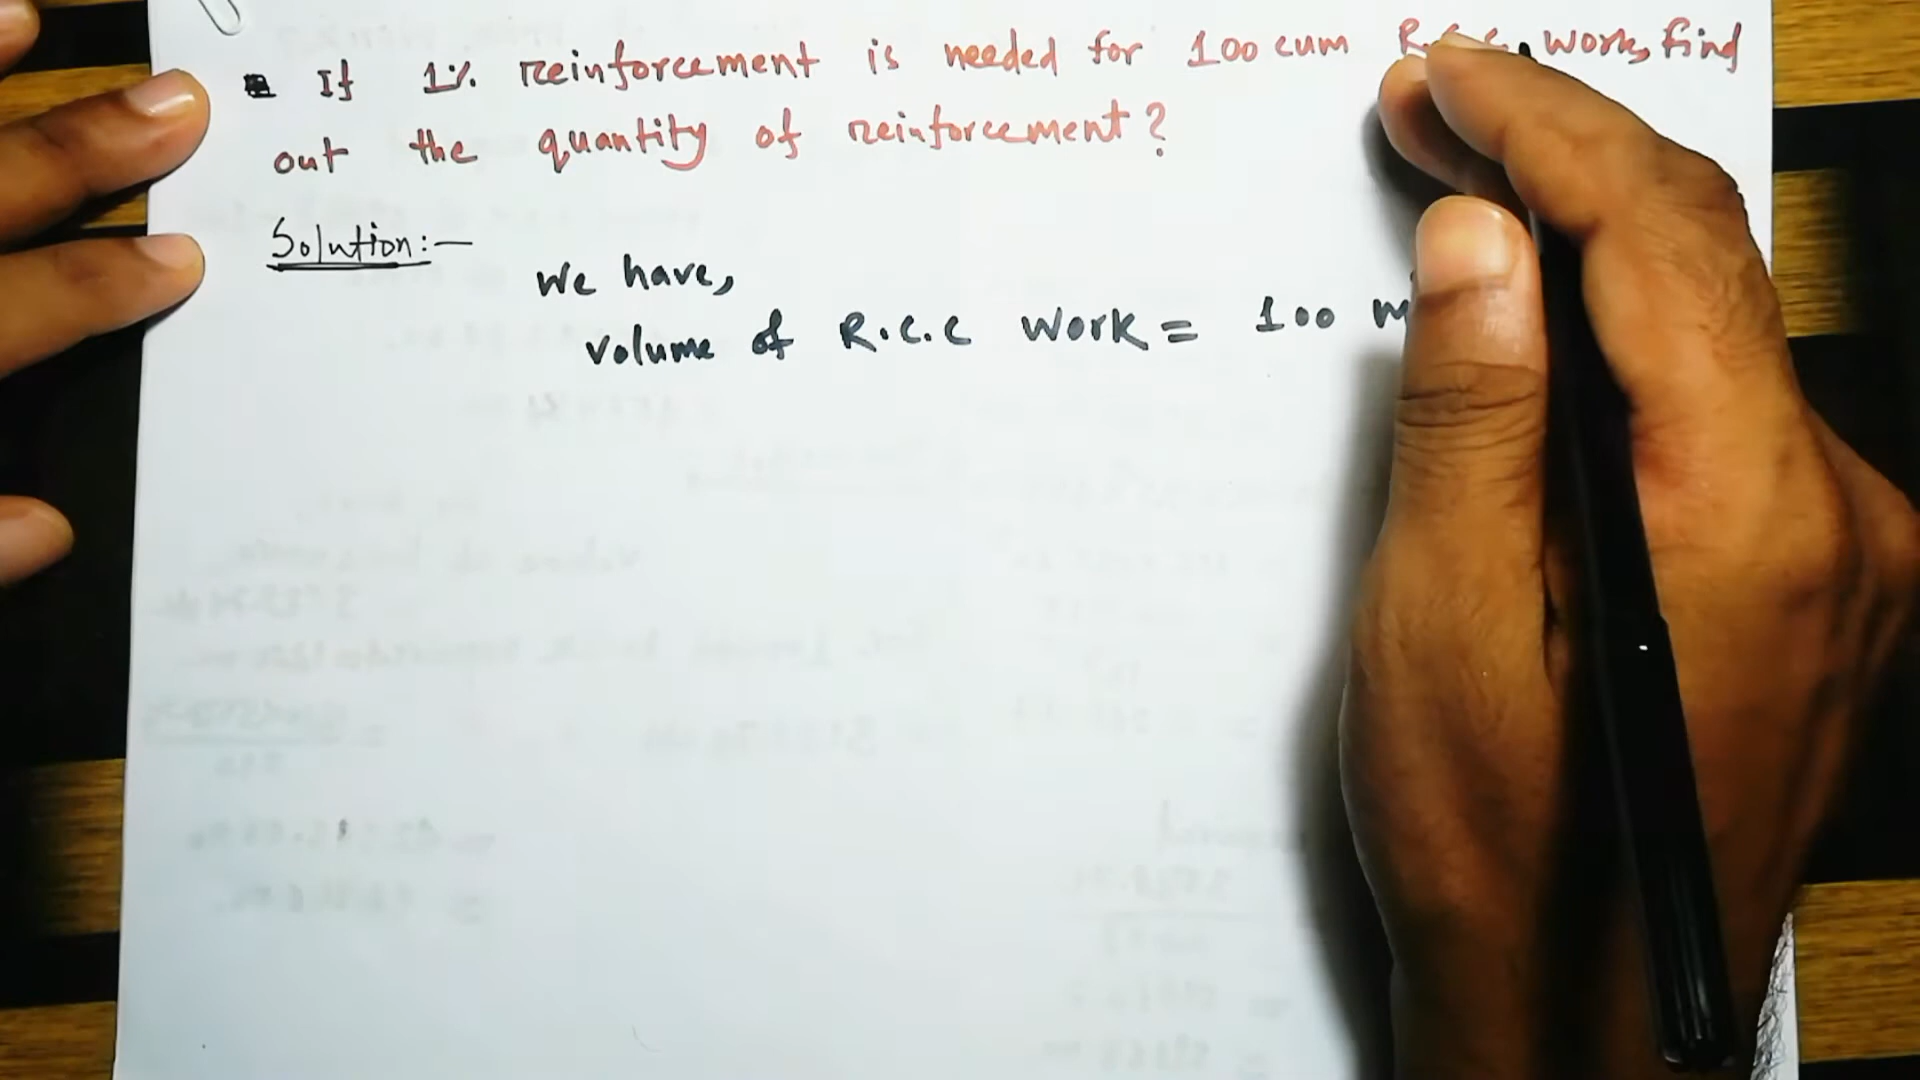 If 1% reinforcement is needed for 100 cum R.C.C. work, find
out the quantity of reinforcement?
Solution:-
We have,
volume of R.C.C Work = 100 m